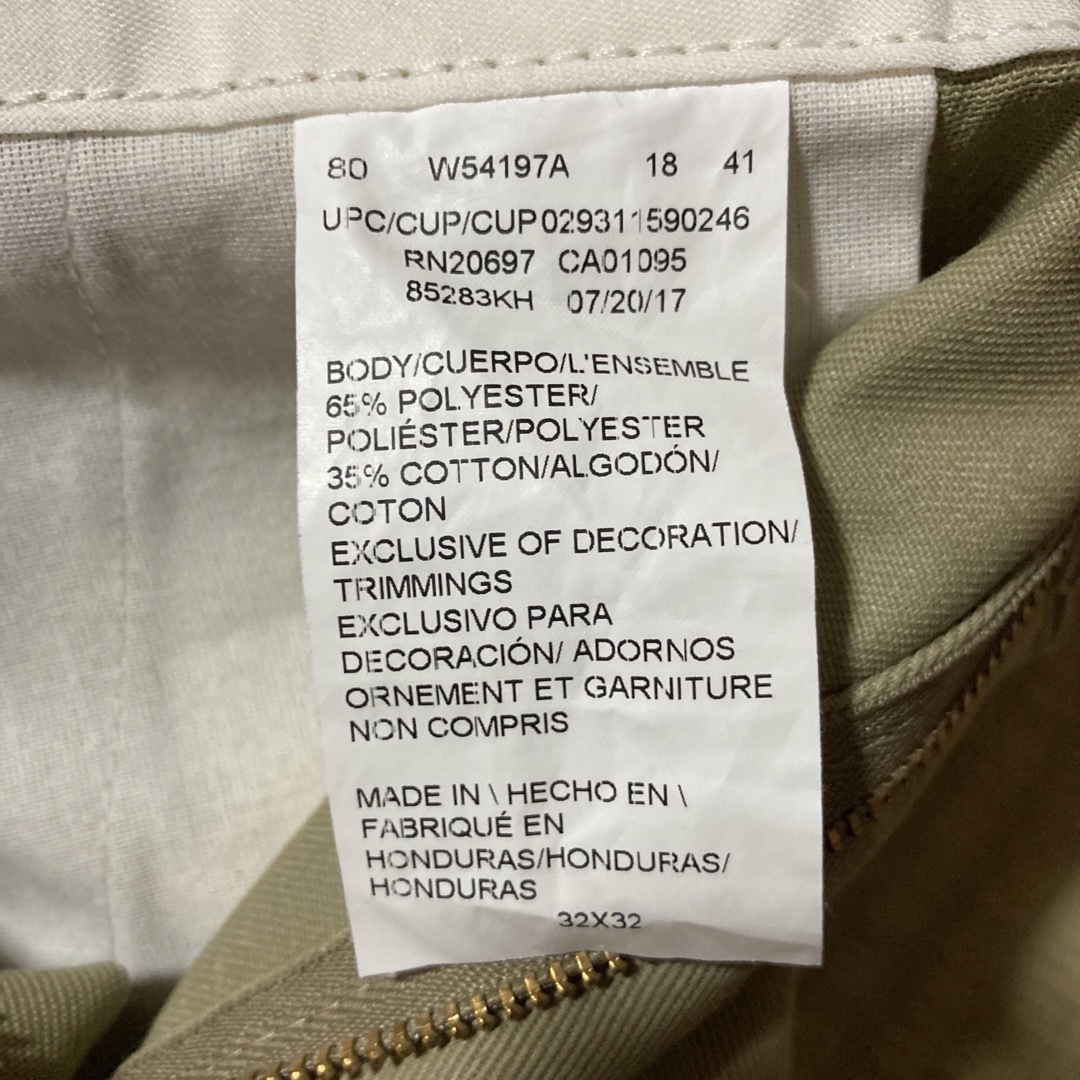 80 W54197A 18 41
UPC/CUP/CUP029311590246
RN20697 CA01095
85283KH 07/20/17
BODY/CUERPO/L'ENSEMBLE
65% POLYESTER/
POLIÉSTER/POLYESTER
35% COTTON/ALGODÓN/
COTON
EXCLUSIVE OF DECORATION/
TRIMMINGS
EXCLUSIVO PARA
DECORACIÓN/ ADORNOS
ORNEMENT ET GARNITURE
NON COMPRIS
MADE IN \ HECHO EN \
FABRIQUÉ EN
HONDURAS/HONDURAS/
HONDURAS
32X32